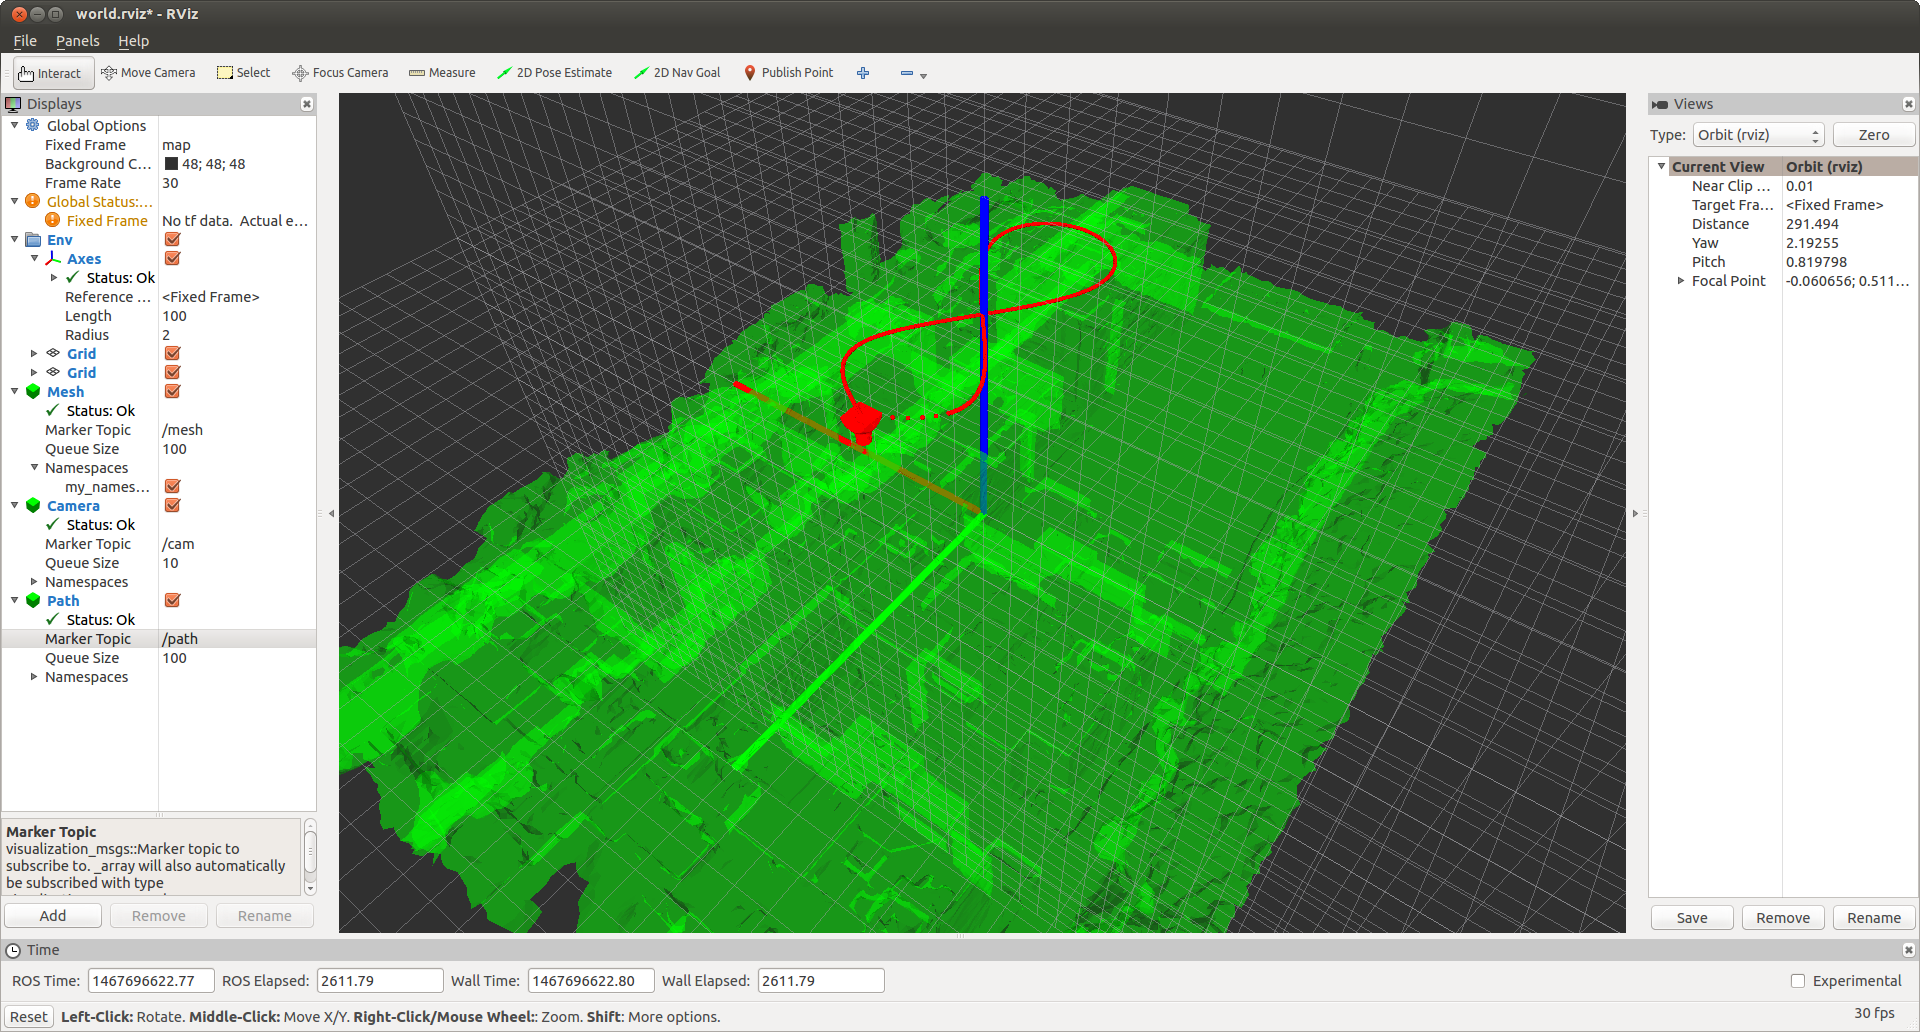 world.rviz* - RViz
File Panels Help
Interact Move Camera Select Focus Camera Measure 2D Pose Estimate 2D Nav Goal Publish Point
Displays
Global Options
Fixed Frame map
Background C... 48; 48; 48
Frame Rate 30
Global Status:...
Fixed Frame No tf data.  Actual e...
Env
Axes
Status: Ok
Reference ... <Fixed Frame>
Length 100
Radius 2
Grid
Grid
Mesh
Status: Ok
Marker Topic /mesh
Queue Size 100
Namespaces
my_names...
Camera
Status: Ok
Marker Topic /cam
Queue Size 10
Namespaces
Path
Status: Ok
Marker Topic /path
Queue Size 100
Namespaces
Marker Topic
visualization_msgs::Marker topic to
subscribe to. _array will also automatically
be subscribed with type
Add Remove Rename
Views
Type: Orbit (rviz) Zero
Current View Orbit (rviz)
Near Clip ... 0.01
Target Fra... <Fixed Frame>
Distance 291.494
Yaw 2.19255
Pitch 0.819798
Focal Point -0.060656; 0.511...
Save Remove Rename
Time
ROS Time: 1467696622.77 ROS Elapsed: 2611.79 Wall Time: 1467696622.80 Wall Elapsed: 2611.79 Experimental
Reset Left-Click: Rotate. Middle-Click: Move X/Y. Right-Click/Mouse Wheel:: Zoom. Shift: More options. 30 fps